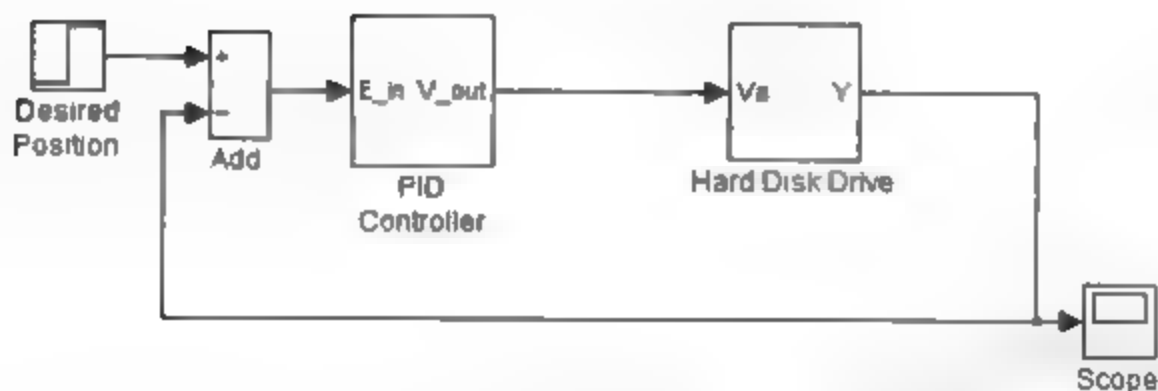 +
−
Desired
Position
Add
E_in V_out
PID
Controller
Va Y
Hard Disk Drive
Scope